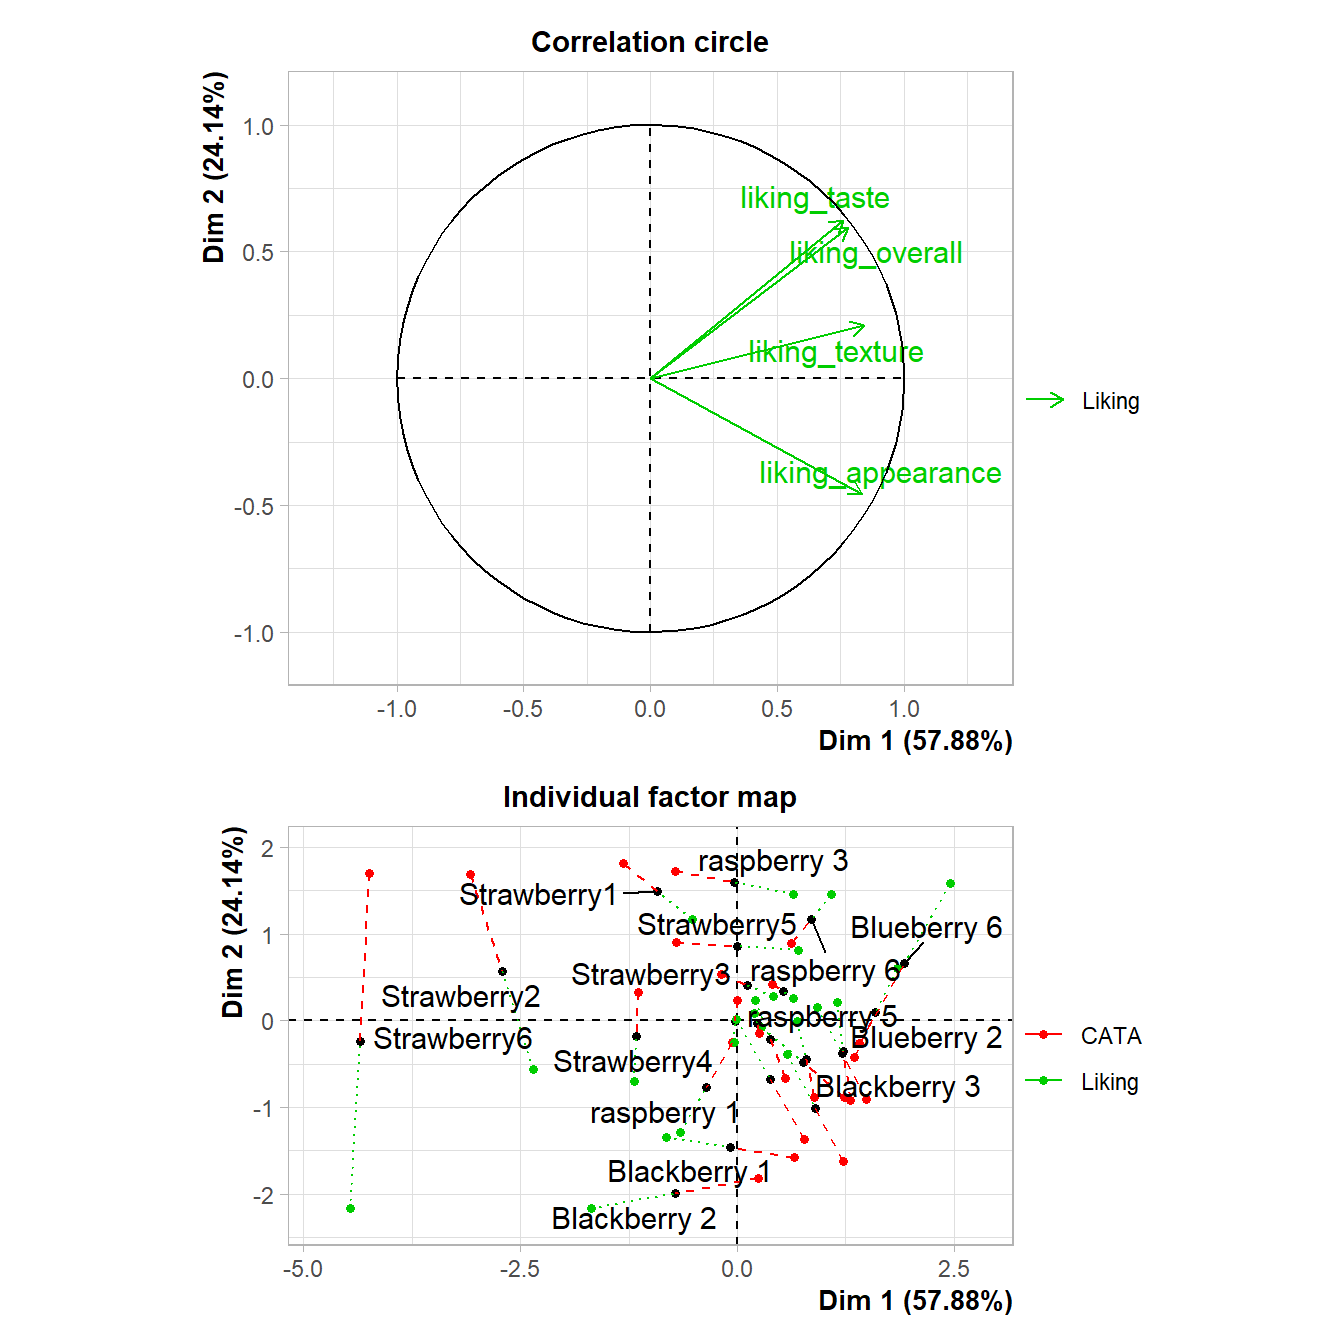 Correlation circle
Dim 2 (24.14%)
1.0
0.5
0.0
-0.5
-1.0
liking_taste
liking_overall
liking_texture
liking_appearance
Liking
-1.0
-0.5
0.0
0.5
1.0
Dim 1 (57.88%)
Individual factor map
Dim 2 (24.14%)
2
1
0
-1
-2
raspberry 3
Strawberry1
Strawberry5
Blueberry 6
Strawberry3
raspberry 6
Strawberry2
raspberry 5
Strawberry6
Blueberry 2
Strawberry4
Blackberry 3
raspberry 1
Blackberry 1
Blackberry 2
CATA
Liking
-5.0
-2.5
0.0
2.5
Dim 1 (57.88%)